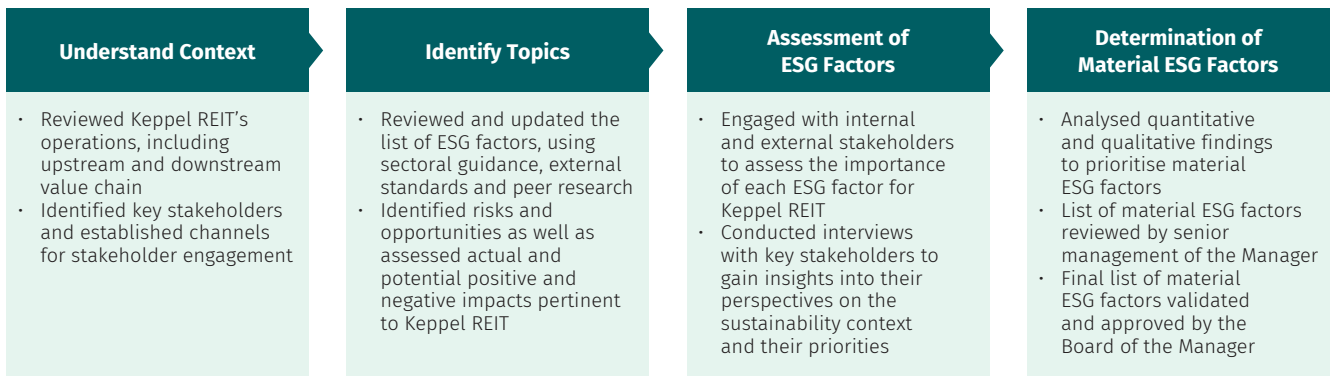 Understand Context
• Reviewed Keppel REIT’s
operations, including
upstream and downstream
value chain
• Identified key stakeholders
and established channels
for stakeholder engagement
Identify Topics
• Reviewed and updated the
list of ESG factors, using
sectoral guidance, external
standards and peer research
• Identified risks and
opportunities as well as
assessed actual and
potential positive and
negative impacts pertinent
to Keppel REIT
Assessment of
ESG Factors
• Engaged with internal
and external stakeholders
to assess the importance
of each ESG factor for
Keppel REIT
• Conducted interviews
with key stakeholders to
gain insights into their
perspectives on the
sustainability context
and their priorities
Determination of
Material ESG Factors
• Analysed quantitative
and qualitative findings
to prioritise material
ESG factors
• List of material ESG factors
reviewed by senior
management of the Manager
• Final list of material
ESG factors validated
and approved by the
Board of the Manager